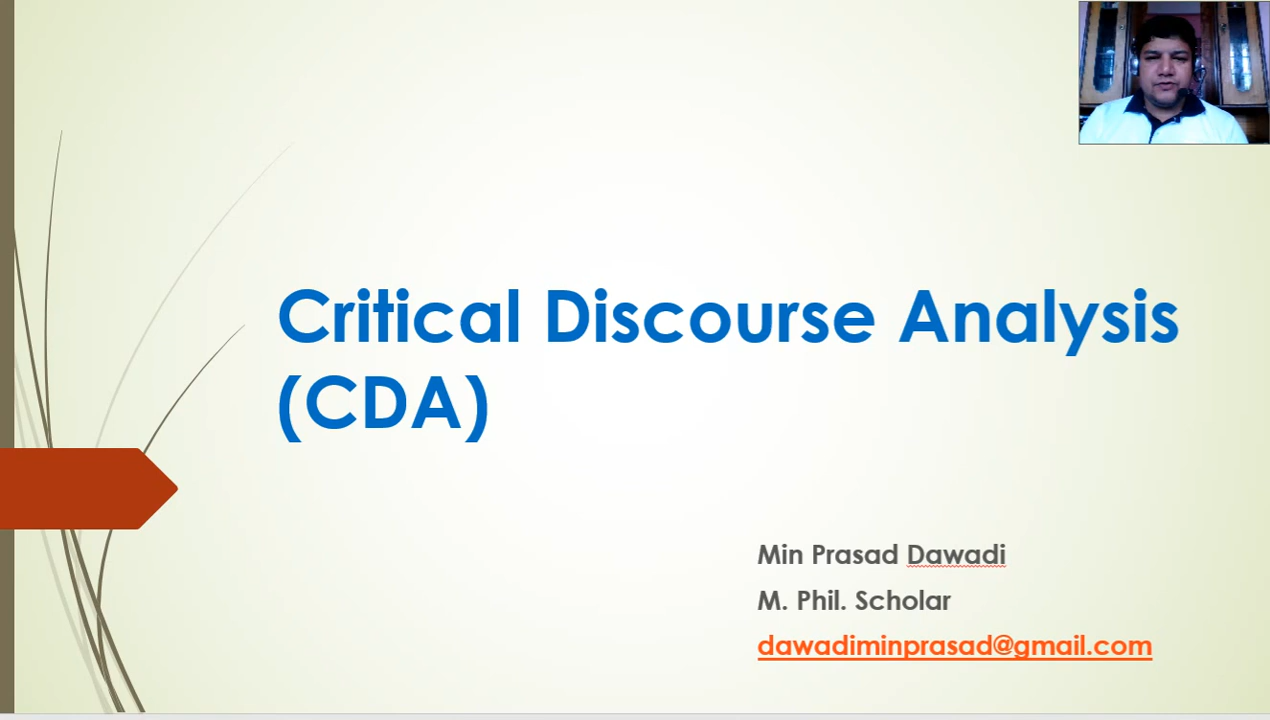 Critical Discourse Analysis
(CDA)
Min Prasad Dawadi
M. Phil. Scholar
dawadiminprasad@gmail.com